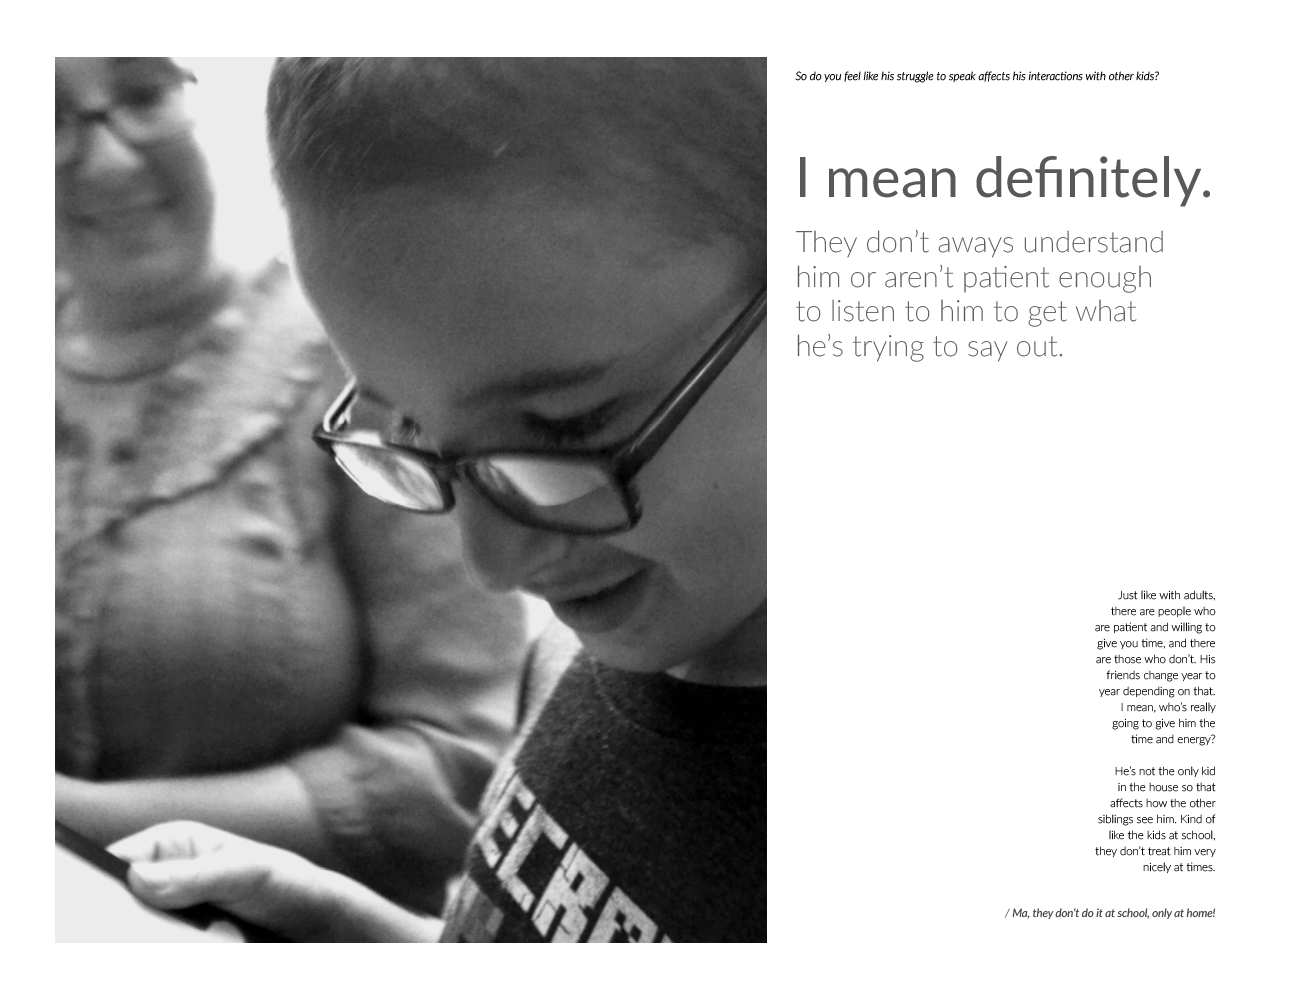 So do you feel like his struggle to speak affects his interactions with other kids?
I mean definitely.
They don't aways understand
him or aren't patient enough
to listen to him to get what
he's trying to say out.
Just like with adults,
there are people who
are patient and willing to
give you time, and there
are those who don't. His
friends change year to
year depending on that.
I mean, who's really
going to give him the
time and energy?
He's not the only kid
in the house so that
affects how the other
siblings see him. Kind of
like the kids at school,
they don't treat him very
nicely at times.
/ Ma, they don't do it at school, only at home!